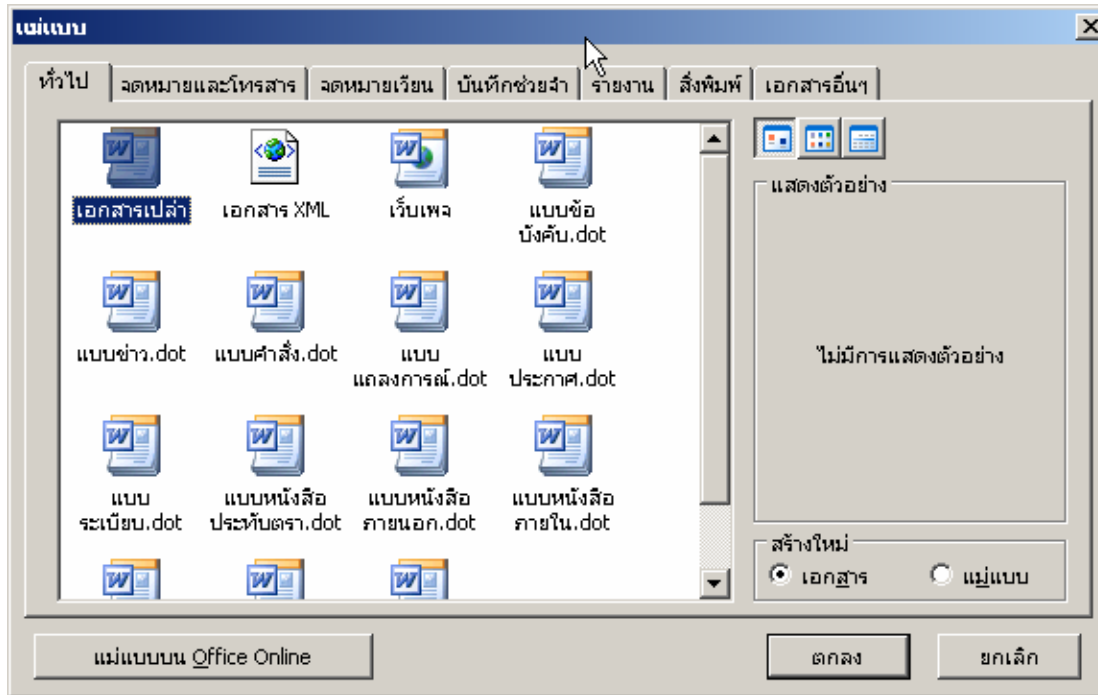 แม่แบบ
ทั่วไป จดหมายและโทรสาร จดหมายเวียน บันทึกช่วยจำ รายงาน สิ่งพิมพ์ เอกสารอื่นๆ
เอกสารเปล่า เอกสาร XML เว็บเพจ แบบข้อ
บังคับ.dot
แบบข่าว.dot แบบคำสั่ง.dot แบบ
แถลงการณ์.dot แบบ
ประกาศ.dot
แบบ
ระเบียบ.dot แบบหนังสือ
ประทับตรา.dot แบบหนังสือ
ภายนอก.dot แบบหนังสือ
ภายใน.dot
แสดงตัวอย่าง
ไม่มีการแสดงตัวอย่าง
สร้างใหม่
เอกสาร แม่แบบ
แม่แบบบน Office Online ตกลง ยกเลิก